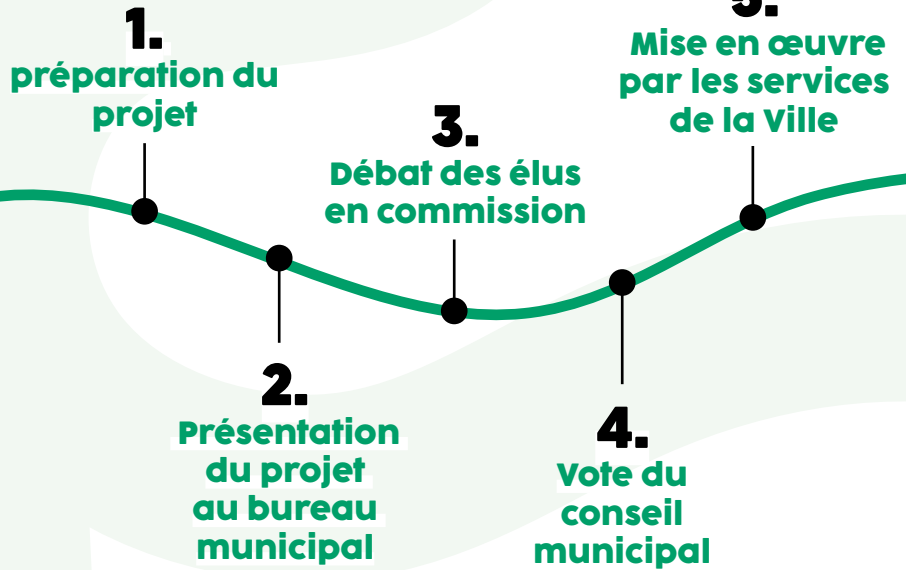 1.
préparation du
projet
2.
Présentation
du projet
au bureau
municipal
3.
Débat des élus
en commission
4.
Vote du
conseil
municipal
5.
Mise en œuvre
par les services
de la Ville